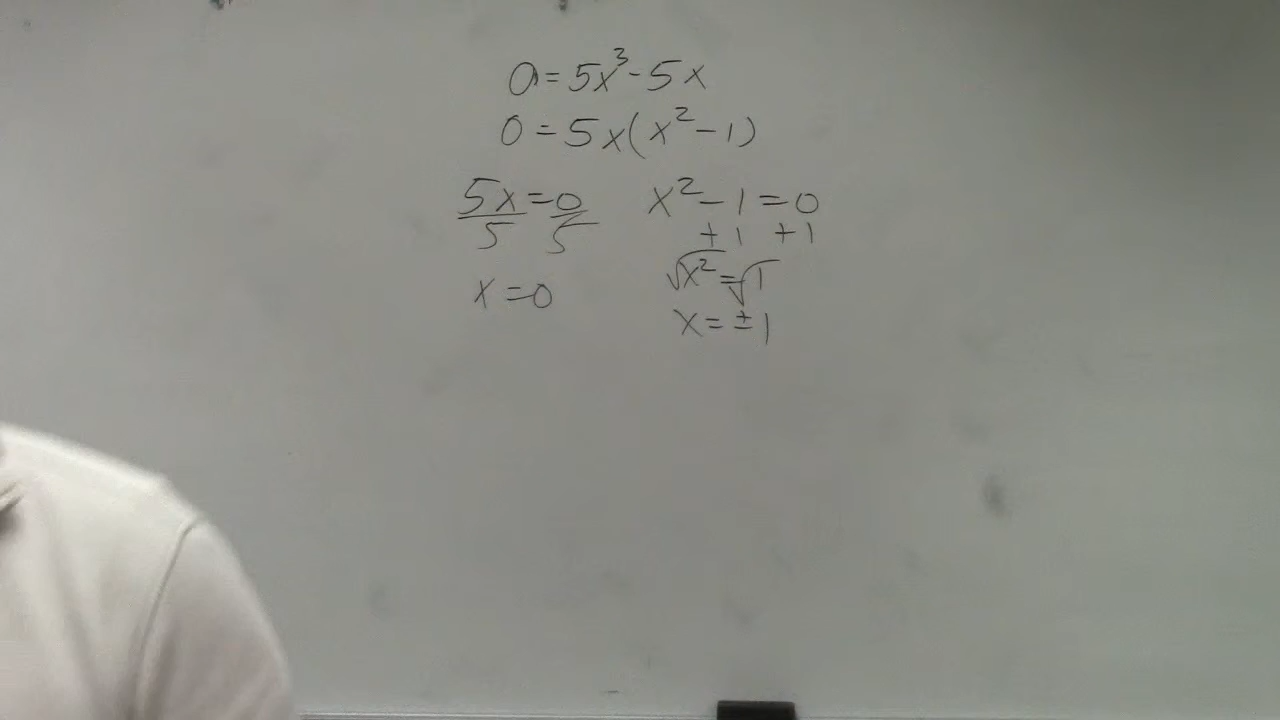 0=5x³-5x
0=5x(x²-1)
5x=0
5 5
x=0
x²-1=0
+1 +1
√x²=√1
x=±1